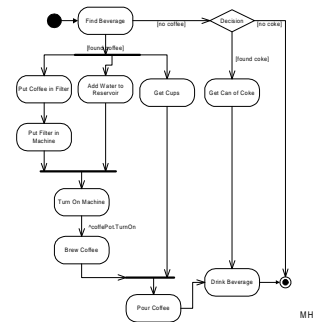 Find Beverage
[no coffee]
Decision
[no coke]
[found coffee]
[found coke]
Put Coffee in Filter
Add Water to
Reservoir
Get Cups
Get Can of Coke
Put Filter in
Machine
Turn On Machine
^coffePot.TurnOn
Brew Coffee
Drink Beverage
Pour Coffee
MH